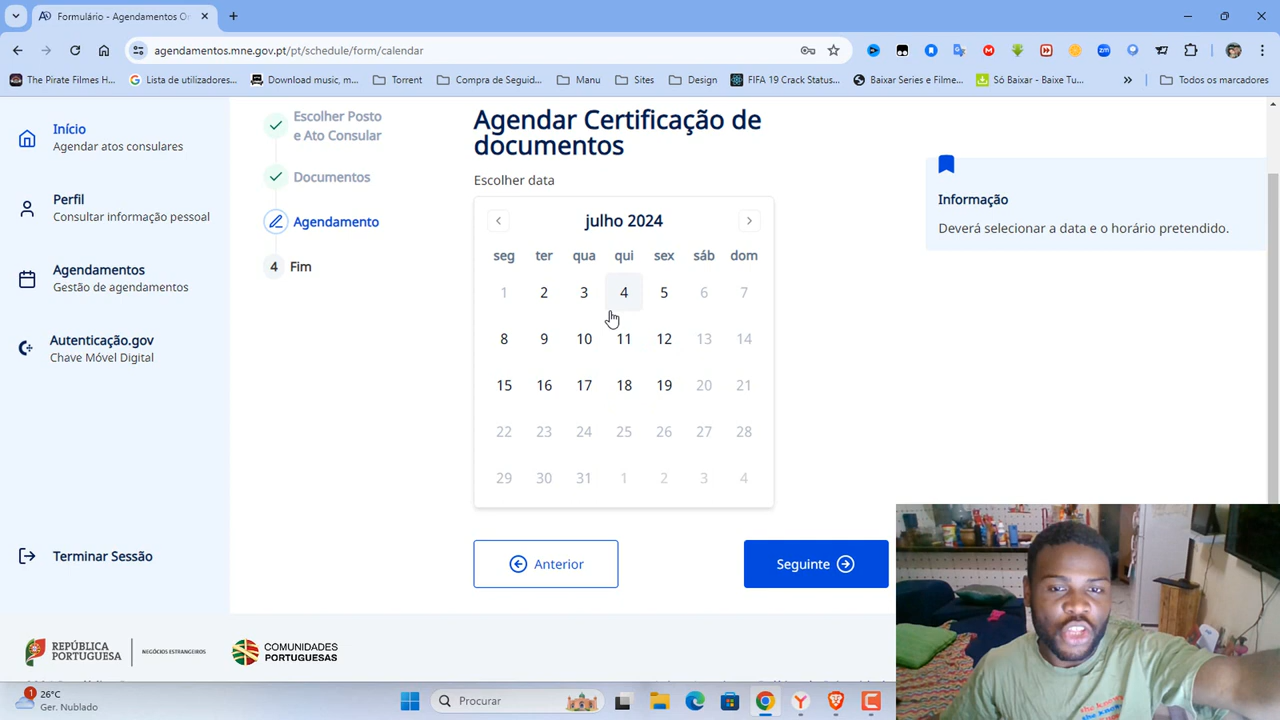 Formulário - Agendamentos On
agendamentos.mne.gov.pt/pt/schedule/form/calendar
The Pirate Filmes H...
Lista de utilizadores...
Download music, m...
Torrent
Compra de Seguid...
Manu
Sites
Design
FIFA 19 Crack Status...
Baixar Series e Filme...
Só Baixar - Baixe Tu...
»
Todos os marcadores
Início
Agendar atos consulares
Perfil
Consultar informação pessoal
Agendamentos
Gestão de agendamentos
Autenticação.gov
Chave Móvel Digital
Terminar Sessão
Escolher Posto
e Ato Consular
Documentos
Agendamento
4 Fim
Agendar Certificação de
documentos
Escolher data
julho 2024
seg ter qua qui sex sáb dom
1 2 3 4 5 6 7
8 9 10 11 12 13 14
15 16 17 18 19 20 21
22 23 24 25 26 27 28
29 30 31 1 2 3 4
Anterior
Seguinte
Informação
Deverá selecionar a data e o horário pretendido.
REPÚBLICA
PORTUGUESA
NEGÓCIOS ESTRANGEIROS
COMUNIDADES
PORTUGUESAS
1
26°C
Ger. Nublado
Procurar